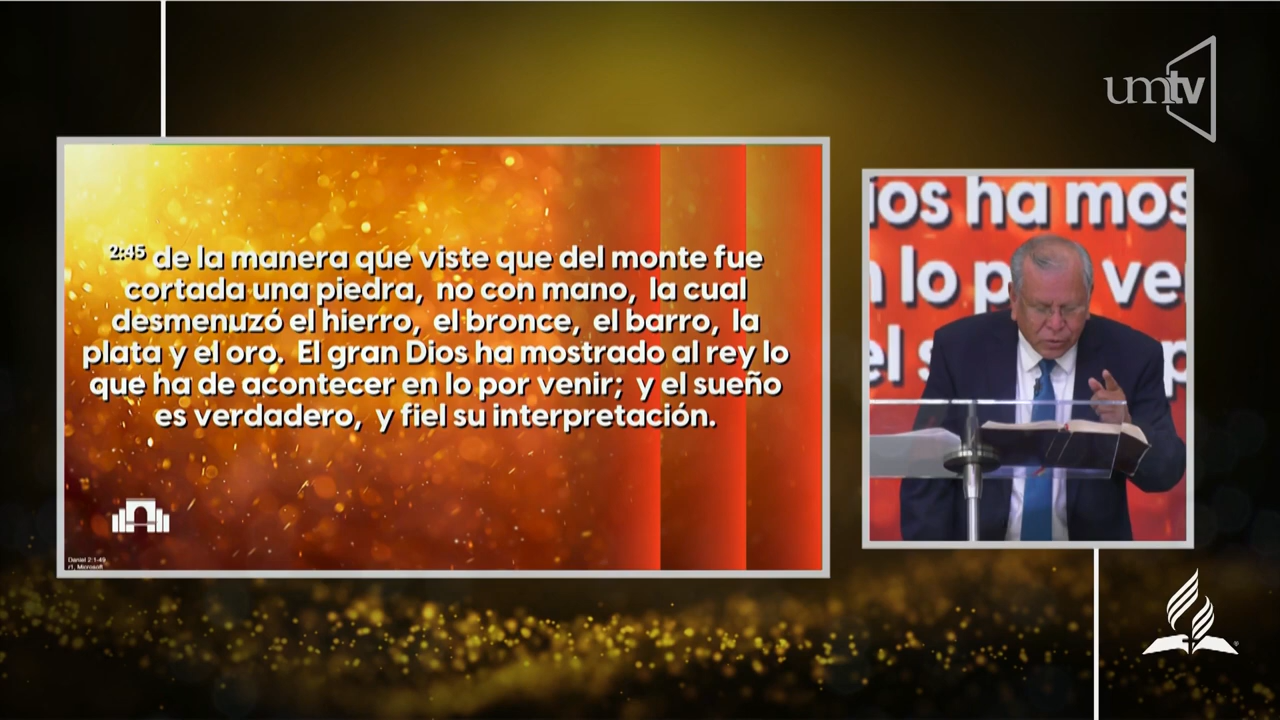 umtv
2:45 de la manera que viste que del monte fue
cortada una piedra, no con mano, la cual
desmenuzó el hierro, el bronce, el barro, la
plata y el oro. El gran Dios ha mostrado al rey lo
que ha de acontecer en lo por venir; y el sueño
es verdadero, y fiel su interpretación.
Daniel 2:1-49
r1, Microsoft
ios ha mos
n lo p ve
el s p